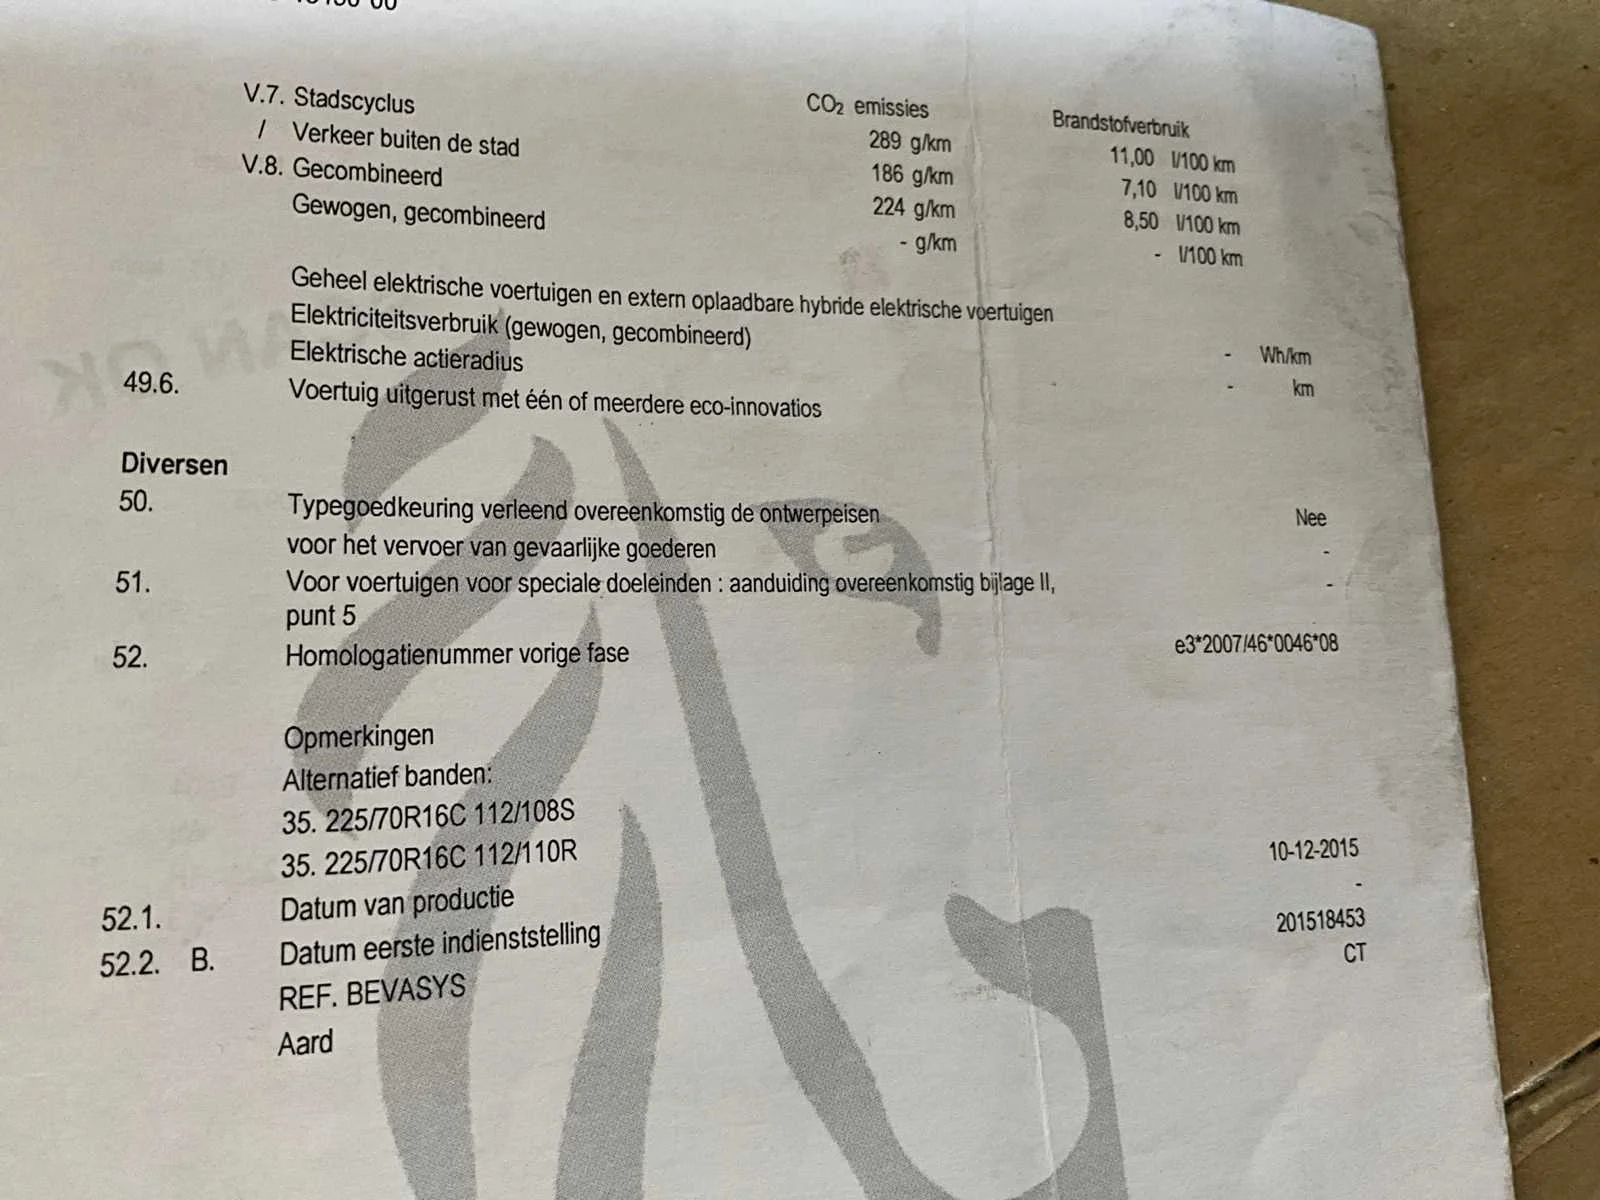 V.7. Stadscyclus CO2 emissies Brandstofverbruik
/ Verkeer buiten de stad 289 g/km 11,00 l/100 km
V.8. Gecombineerd 186 g/km 7,10 l/100 km
Gewogen, gecombineerd 224 g/km 8,50 l/100 km
- g/km - l/100 km
Geheel elektrische voertuigen en extern oplaadbare hybride elektrische voertuigen
Elektriciteitsverbruik (gewogen, gecombineerd) - Wh/km
Elektrische actieradius - km
49.6. Voertuig uitgerust met één of meerdere eco-innovatios
Diversen
50. Typegoedkeuring verleend overeenkomstig de ontwerpeisen Nee
voor het vervoer van gevaarlijke goederen -
51. Voor voertuigen voor speciale doeleinden : aanduiding overeenkomstig bijlage II, -
punt 5
52. Homologatienummer vorige fase e3*2007/46*0046*08
Opmerkingen
Alternatief banden:
35. 225/70R16C 112/108S
35. 225/70R16C 112/110R
52.1. Datum van productie 10-12-2015
52.2. B. Datum eerste indienststelling -
REF. BEVASYS 201518453
Aard CT